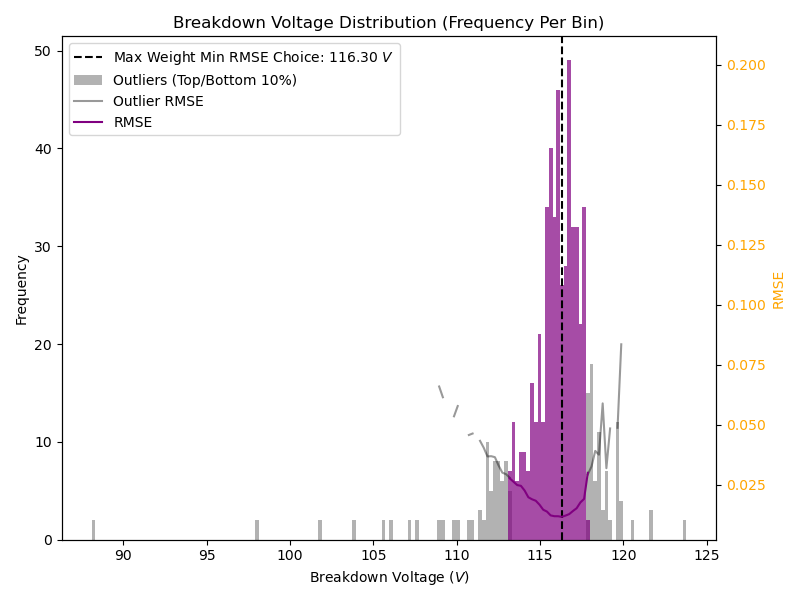 Breakdown Voltage Distribution (Frequency Per Bin)
Max Weight Min RMSE Choice: 116.30 V
Outliers (Top/Bottom 10%)
Outlier RMSE
RMSE
50
40
30
20
10
0
Frequency
0.200
0.175
0.150
0.125
0.100
0.075
0.050
0.025
RMSE
90 95 100 105 110 115 120 125
Breakdown Voltage (V)